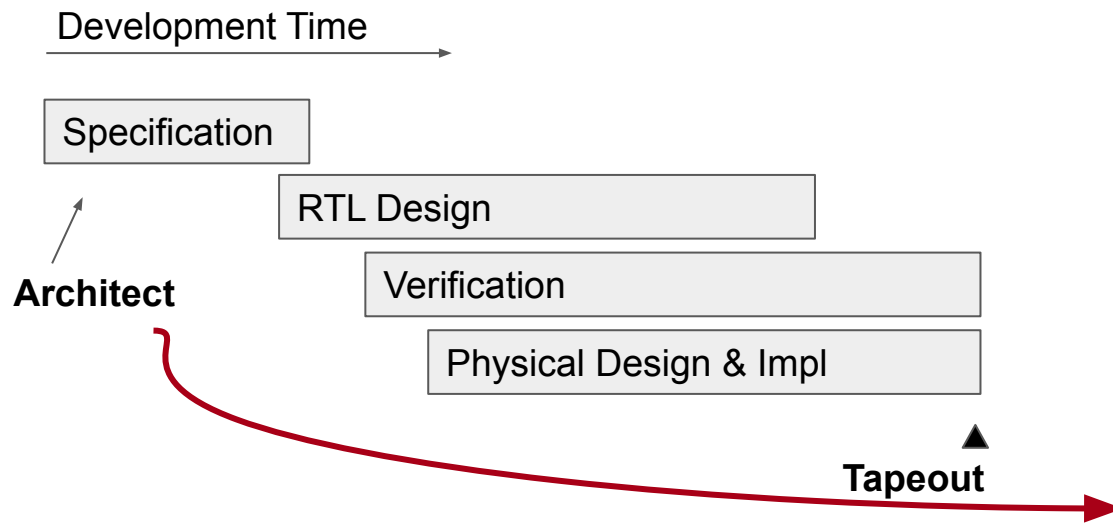 Development Time
Specification
RTL Design
Verification
Architect
Physical Design & Impl
Tapeout